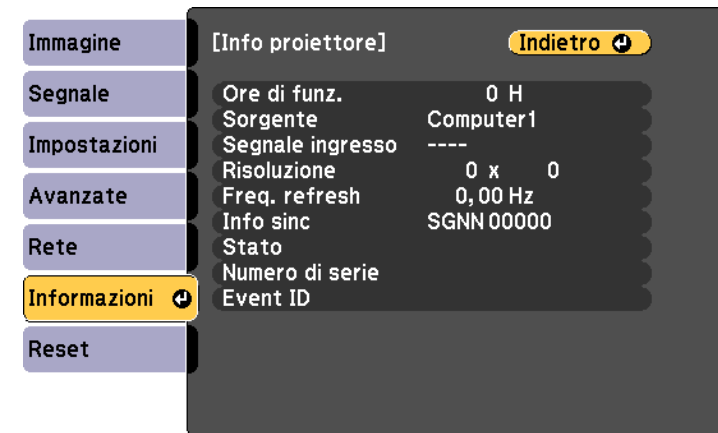 Immagine
Segnale
Impostazioni
Avanzate
Rete
Informazioni
Reset
[Info proiettore] Indietro
Ore di funz. 0 H
Sorgente Computer1
Segnale ingresso ----
Risoluzione 0 x 0
Freq. refresh 0,00 Hz
Info sinc SGNN 00000
Stato
Numero di serie
Event ID